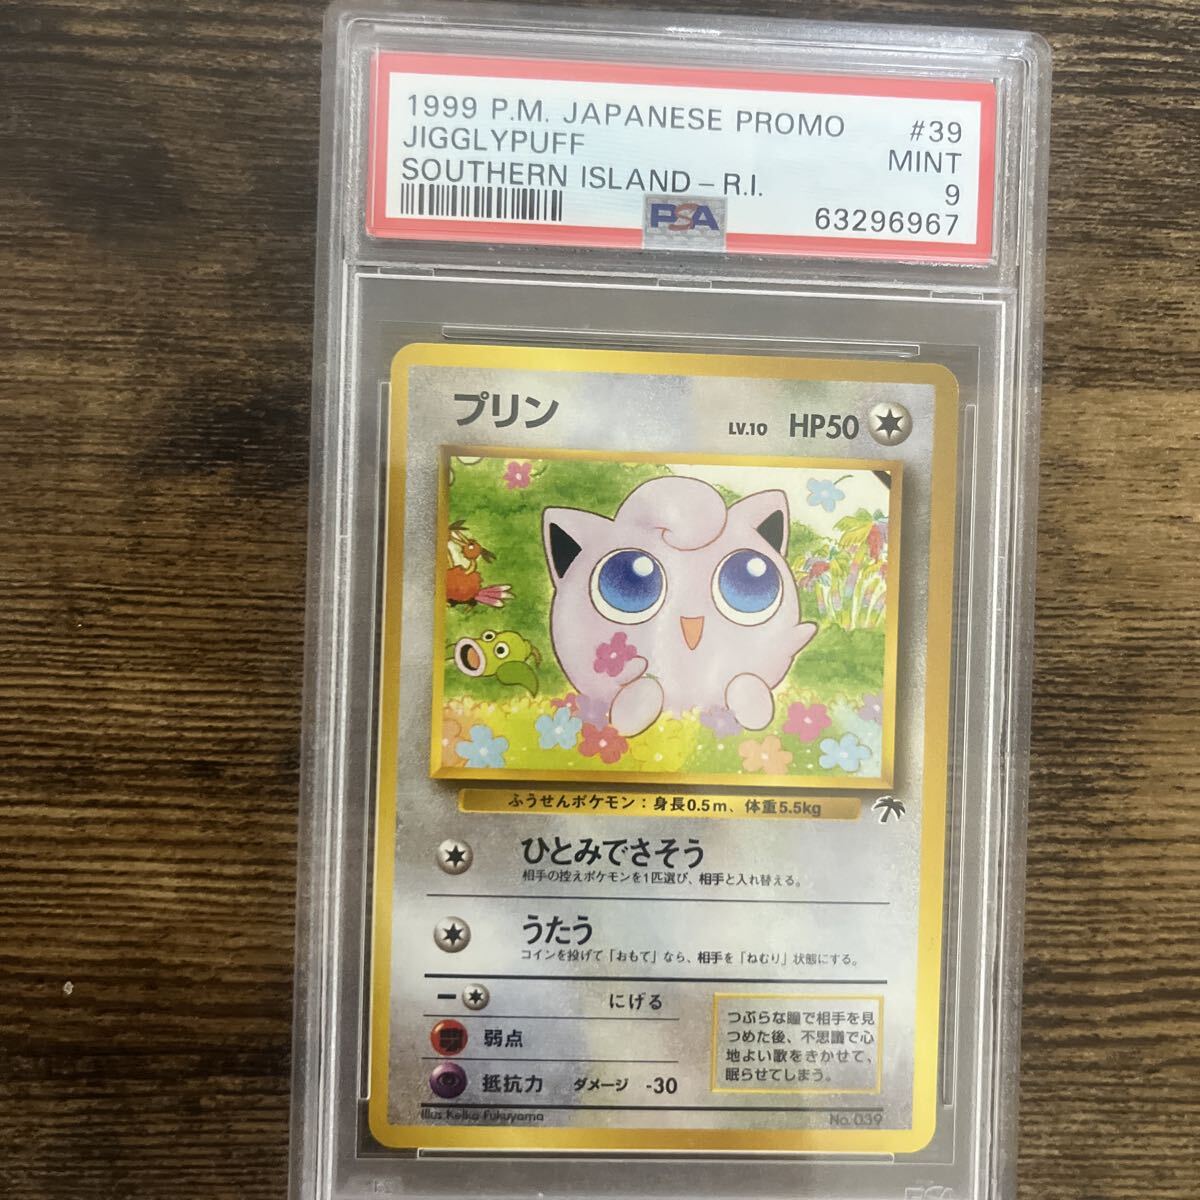 1999 P.M. JAPANESE PROMO #39
JIGGLYPUFF MINT
SOUTHERN ISLAND - R.I. 9
PSA 63296967
プリン LV.10 HP50
ふうせんポケモン：身長0.5m、体重5.5kg
ひとみでさそう
相手の控えポケモンを1匹選び、相手と入れ替える。
うたう
コインを投げて「おもて」なら、相手を「ねむり」状態にする。
にげる
弱点
抵抗力 ダメージ -30
つぶらな瞳で相手を見
つめた後、不思議で心
地よい歌をきかせて、
眠らせてしまう。
Illus Keiko Fukuyama No.039